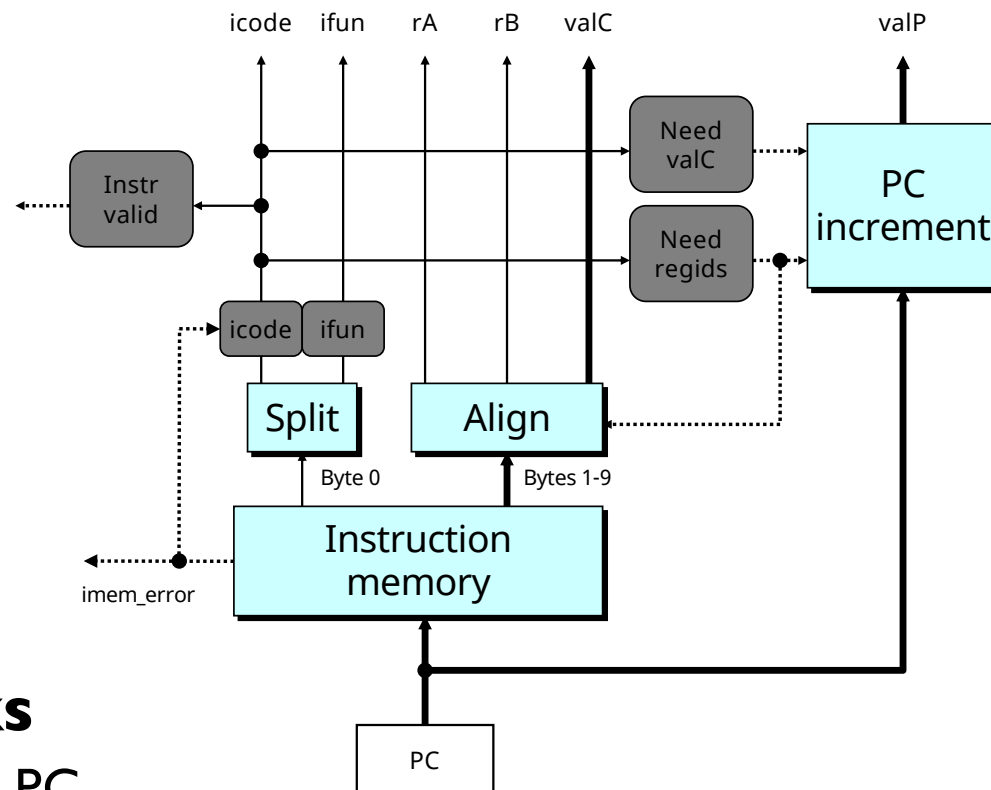 icode ifun rA rB valC valP
Need
valC
PC
increment
Instr
valid
Need
regids
icode ifun
Split
Align
Byte 0
Bytes 1-9
Instruction
memory
imem_error
PC